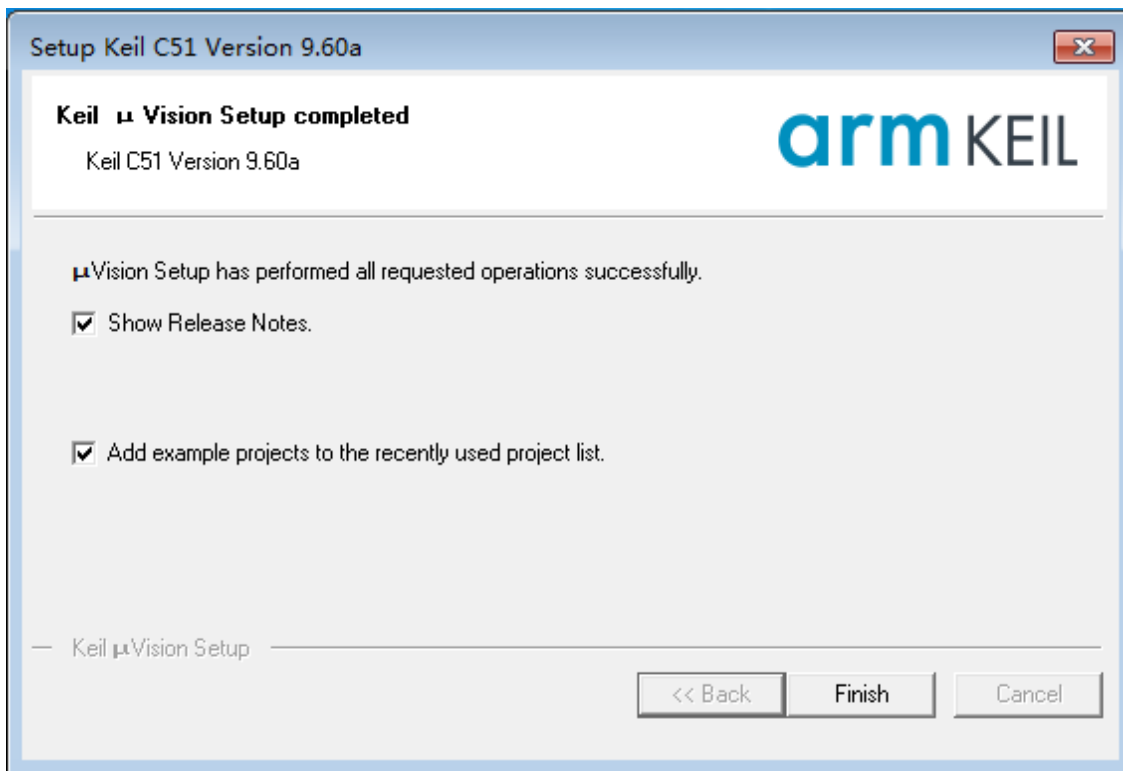 Setup Keil C51 Version 9.60a
Keil μ Vision Setup completed
Keil C51 Version 9.60a
arm KEIL
μVision Setup has performed all requested operations successfully.
Show Release Notes.
Add example projects to the recently used project list.
Keil μVision Setup
<< Back
Finish
Cancel